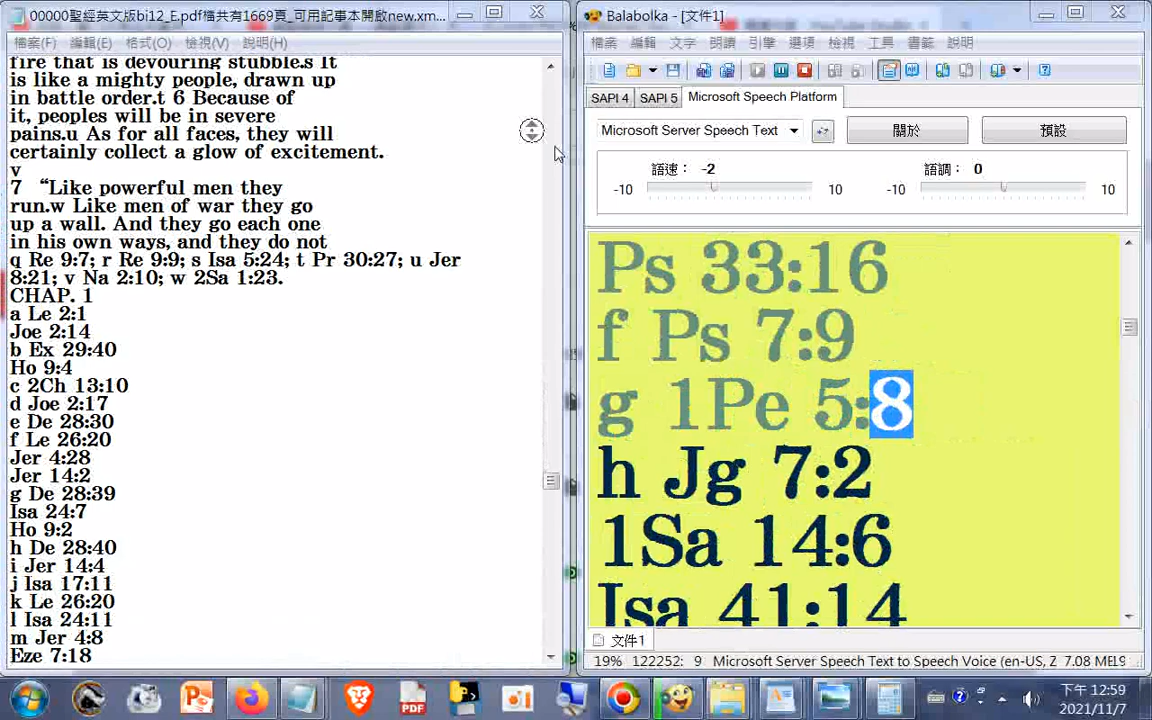 00000聖經英文版bi12_E.pdf檔共有1669頁_可用記事本開啟new.xm...
檔案(F) 編輯(E) 格式(O) 檢視(V) 說明(H)
fire that is devouring stubble.s It
is like a mighty people, drawn up
in battle order.t 6 Because of
it, peoples will be in severe
pains.u As for all faces, they will
certainly collect a glow of excitement.
v
7 “Like powerful men they
run.w Like men of war they go
up a wall. And they go each one
in his own ways, and they do not
q Re 9:7; r Re 9:9; s Isa 5:24; t Pr 30:27; u Jer
8:21; v Na 2:10; w 2Sa 1:23.
CHAP. 1
a Le 2:1
Joe 2:14
b Ex 29:40
Ho 9:4
c 2Ch 13:10
d Joe 2:17
e De 28:30
f Le 26:20
Jer 4:28
Jer 14:2
g De 28:39
Isa 24:7
Ho 9:2
h De 28:40
i Jer 14:4
j Isa 17:11
k Le 26:20
l Isa 24:11
m Jer 4:8
Eze 7:18
Balabolka - [文件1]
檔案 編輯 文字 朗讀 引擎 選項 檢視 工具 書籤 說明
SAPI 4 SAPI 5 Microsoft Speech Platform
Microsoft Server Speech Text 關於 預設
語速： -2 語調： 0
-10 10 -10 10
Ps 33:16
f Ps 7:9
g 1Pe 5:8
h Jg 7:2
1Sa 14:6
Isa 41:14
文件1
19% 122252: 9 Microsoft Server Speech Text to Speech Voice (en-US, Z 7.08 ME
下午 12:59
2021/11/7